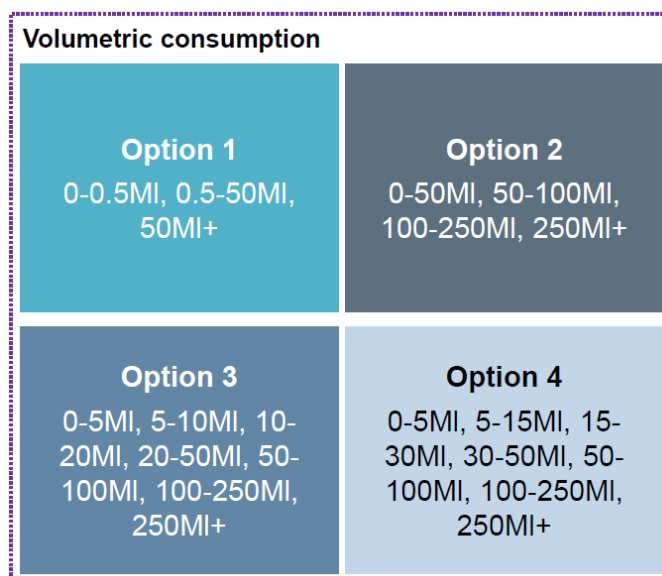 Volumetric consumption
Option 1
0-0.5Ml, 0.5-50Ml,
50Ml+
Option 2
0-50Ml, 50-100Ml,
100-250Ml, 250Ml+
Option 3
0-5Ml, 5-10Ml, 10-
20Ml, 20-50Ml, 50-
100Ml, 100-250Ml,
250Ml+
Option 4
0-5Ml, 5-15Ml, 15-
30Ml, 30-50Ml, 50-
100Ml, 100-250Ml,
250Ml+